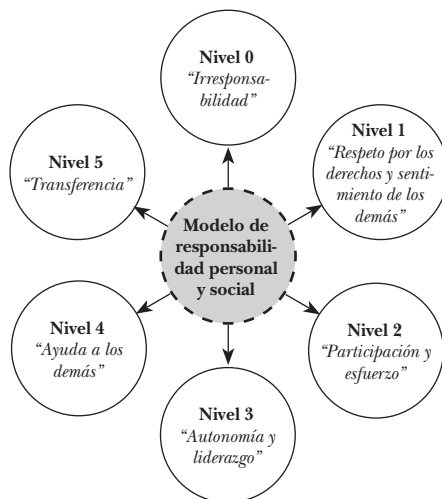 Nivel 0
“Irresponsa-
bilidad”
Nivel 1
“Respeto por los
derechos y senti-
miento de los
demás”
Nivel 2
“Participación y
esfuerzo”
Nivel 3
“Autonomía y
liderazgo”
Nivel 4
“Ayuda a los
demás”
Nivel 5
“Transferencia”
Modelo de
responsabili-
dad personal
y social